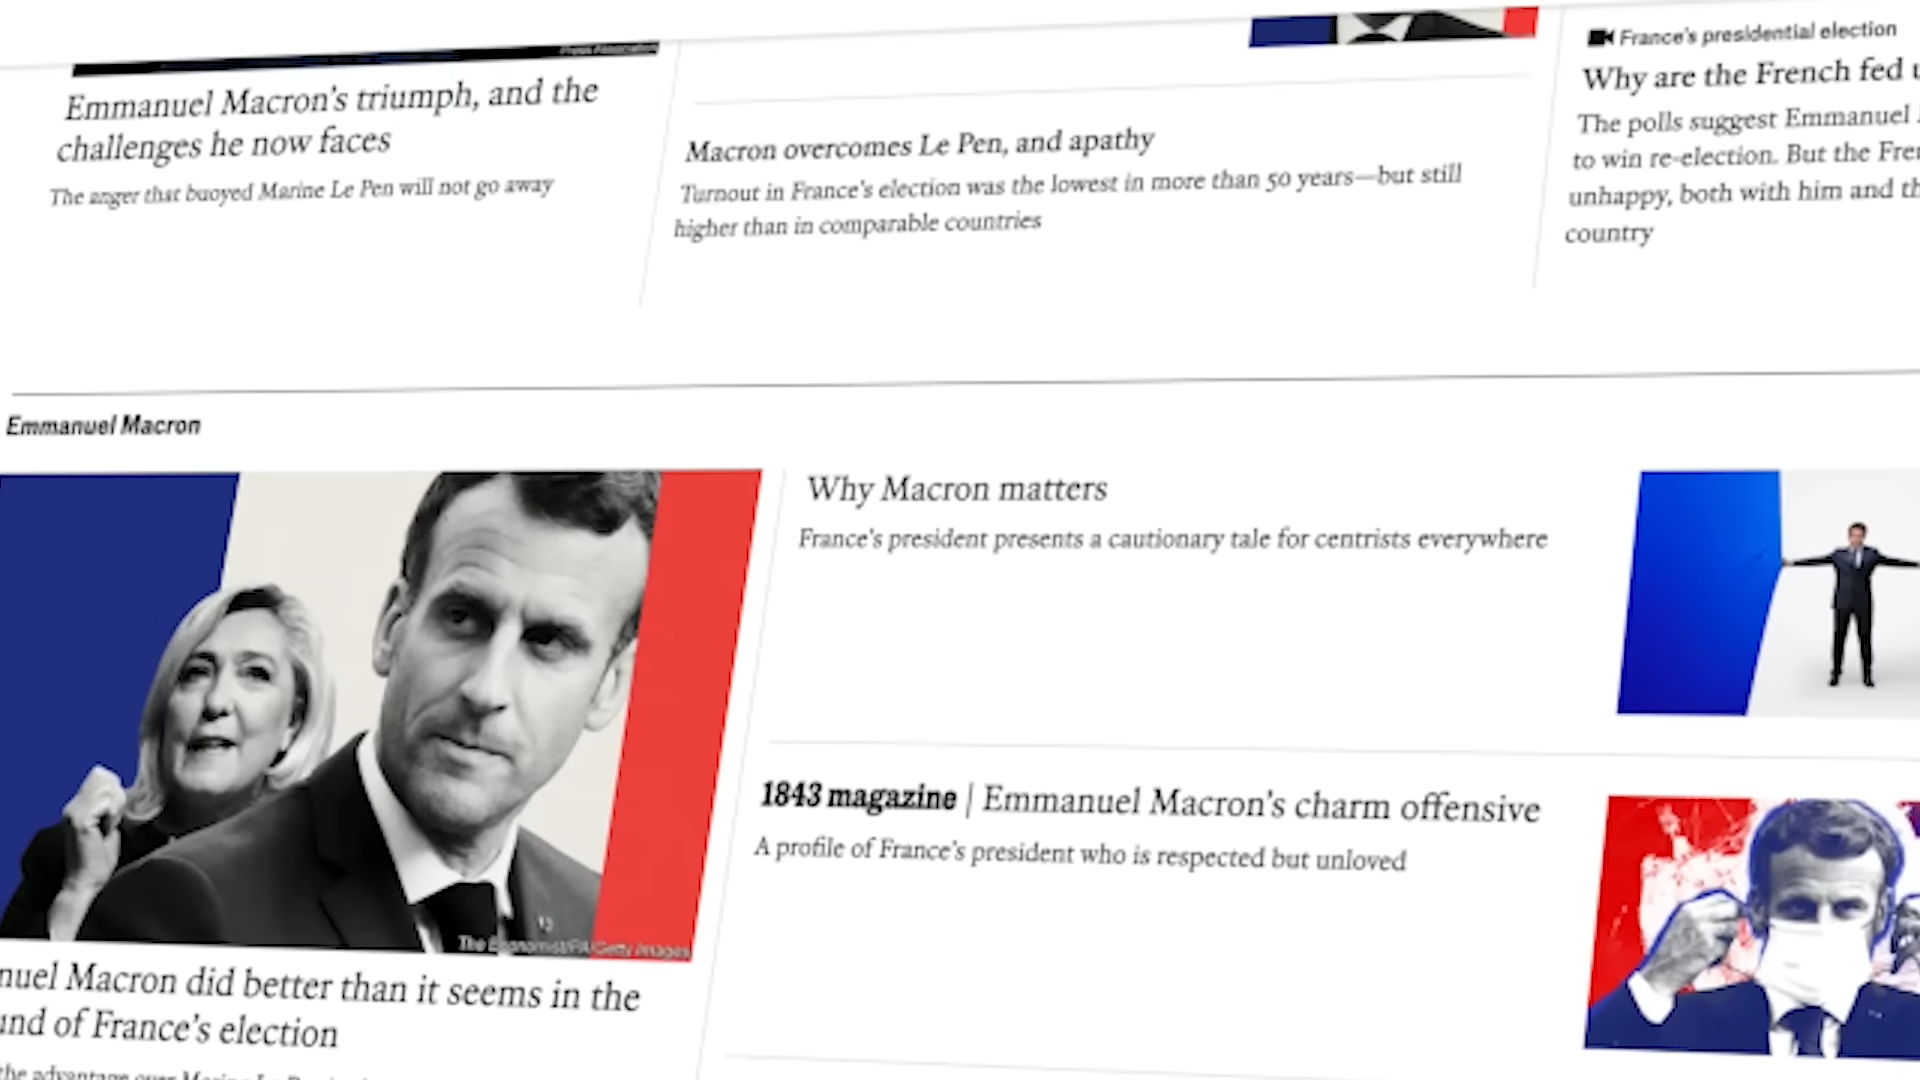 Press Association
Emmanuel Macron's triumph, and the
challenges he now faces
The anger that buoyed Marine Le Pen will not go away
Macron overcomes Le Pen, and apathy
Turnout in France's election was the lowest in more than 50 years—but still
higher than in comparable countries
France's presidential election
Why are the French fed
The polls suggest Emmanuel
to win re-election. But the
unhappy, both with him and
country
Emmanuel Macron
The Economist/PA/Getty Images
nuel Macron did better than it seems in the
und of France's election
the advantage over
Why Macron matters
France's president presents a cautionary tale for centrists everywhere
1843 magazine | Emmanuel Macron's charm offensive
A profile of France's president who is respected but unloved